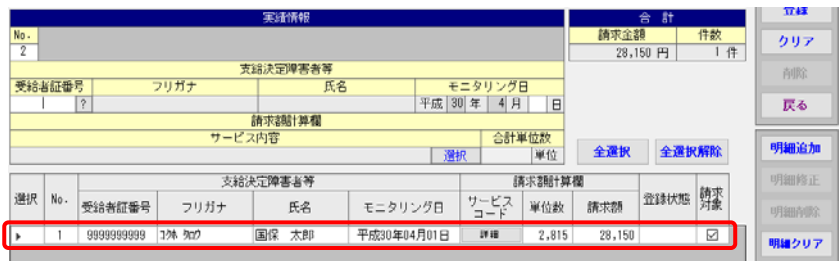 実績情報
合 計
登録
No.
請求金額 件数
2
28,150 円 1 件
クリア
支給決定障害者等
削除
受給者証番号 フリガナ 氏名 モニタリング日
? 平成 30 年 4 月 日
戻る
請求額計算欄
サービス内容 合計単位数
選択 単位
全選択 全選択解除
明細追加
選択 No. 支給決定障害者等 請求額計算欄 登録状態 請求対象
明細修正
受給者証番号 フリガナ 氏名 モニタリング日 サービスコード 単位数 請求額
明細削除
1 9999999999 コクホ タロウ 国保 太郎 平成30年04月01日 詳細 2,815 28,150
明細クリア